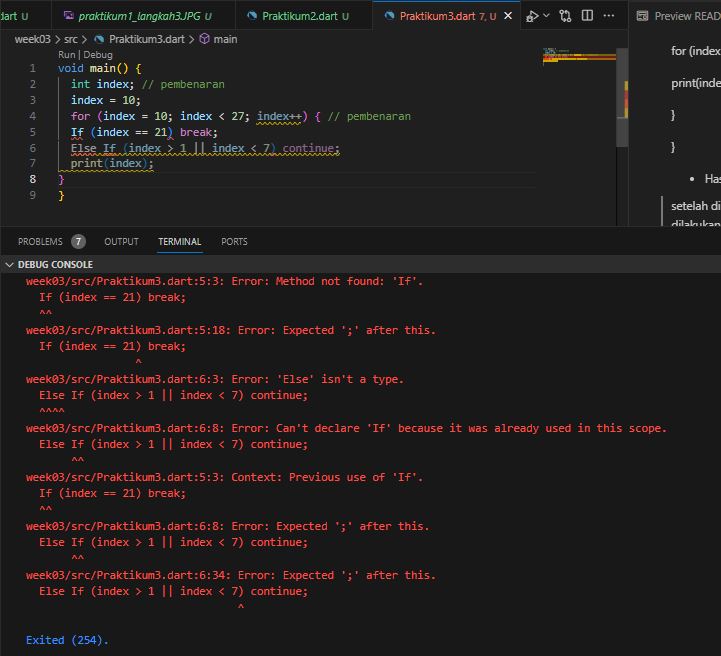 dart U praktikum1_langkah3.JPG U Praktikum2.dart U Praktikum3.dart 7, U Preview READ
week03 > src > Praktikum3.dart > main
Run | Debug
1 void main() {
2 int index; // pembenaran
3 index = 10;
4 for (index = 10; index < 27; index++) { // pembenaran
5 If (index == 21) break;
6 Else If (index > 1 || index < 7) continue;
7 print(index);
8 }
9 }
for (index
print(inde
}
}
• Has
setelah di
dilakukan
PROBLEMS 7 OUTPUT TERMINAL PORTS
DEBUG CONSOLE
week03/src/Praktikum3.dart:5:3: Error: Method not found: 'If'.
If (index == 21) break;
^^
week03/src/Praktikum3.dart:5:18: Error: Expected ';' after this.
If (index == 21) break;
^
week03/src/Praktikum3.dart:6:3: Error: 'Else' isn't a type.
Else If (index > 1 || index < 7) continue;
^^^^
week03/src/Praktikum3.dart:6:8: Error: Can't declare 'If' because it was already used in this scope.
Else If (index > 1 || index < 7) continue;
^^
week03/src/Praktikum3.dart:5:3: Context: Previous use of 'If'.
If (index == 21) break;
^^
week03/src/Praktikum3.dart:6:8: Error: Expected ';' after this.
Else If (index > 1 || index < 7) continue;
^^
week03/src/Praktikum3.dart:6:34: Error: Expected ';' after this.
Else If (index > 1 || index < 7) continue;
^
Exited (254).